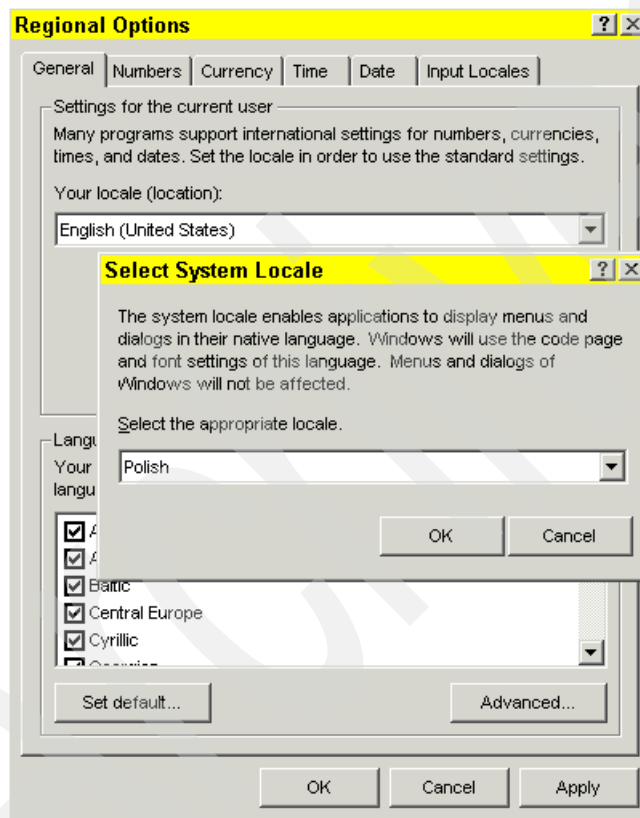 Regional Options
General Numbers Currency Time Date Input Locales
Settings for the current user
Many programs support international settings for numbers, currencies,
times, and dates. Set the locale in order to use the standard settings.
Your locale (location):
English (United States)
Select System Locale
The system locale enables applications to display menus and
dialogs in their native language. Windows will use the code page
and font settings of this language. Menus and dialogs of
Windows will not be affected.
Select the appropriate locale.
Polish
OK Cancel
Your
Baltic
Central Europe
Cyrillic
Set default... Advanced...
OK Cancel Apply